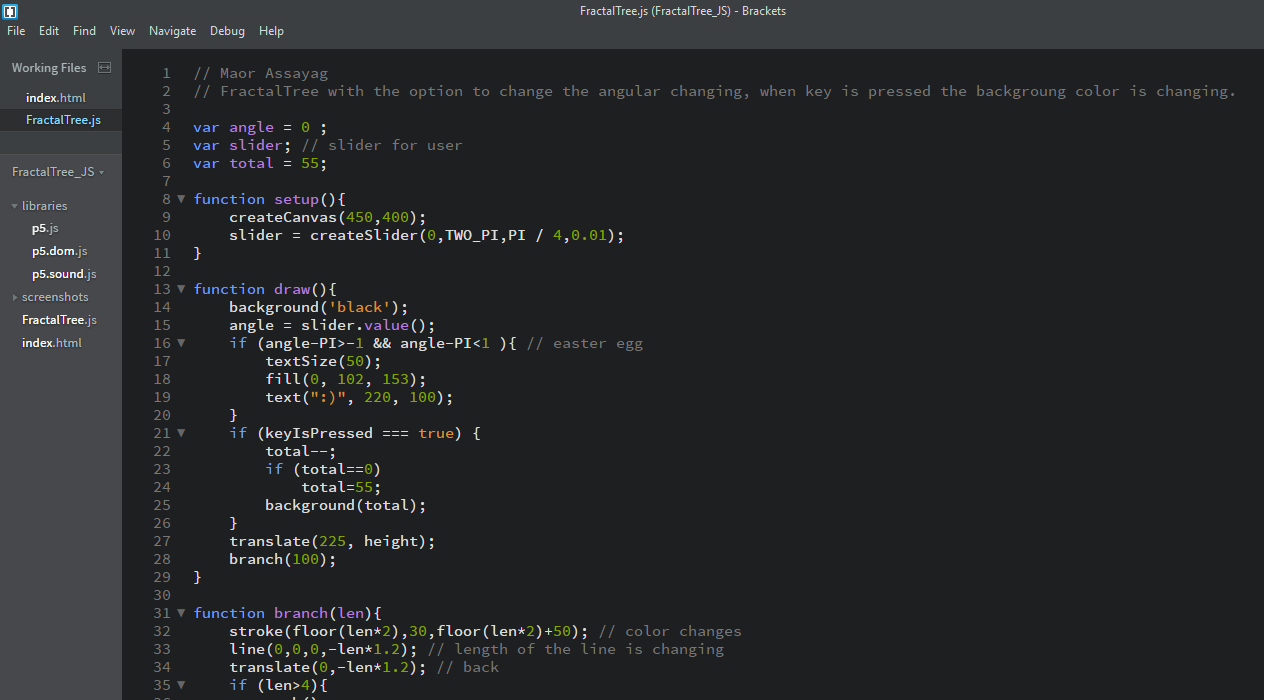 FractalTree.js (FractalTree_JS) - Brackets
File Edit Find View Navigate Debug Help
Working Files
index.html
FractalTree.js
FractalTree_JS
libraries
p5.js
p5.dom.js
p5.sound.js
screenshots
FractalTree.js
index.html
1 // Maor Assayag
2 // FractalTree with the option to change the angular changing, when key is pressed the backgroung color is changing.
3
4 var angle = 0 ;
5 var slider; // slider for user
6 var total = 55;
7
8 function setup(){
9     createCanvas(450,400);
10     slider = createSlider(0,TWO_PI,PI / 4,0.01);
11 }
12
13 function draw(){
14     background('black');
15     angle = slider.value();
16     if (angle-PI>-1 && angle-PI<1 ){ // easter egg
17         textSize(50);
18         fill(0, 102, 153);
19         text(":)", 220, 100);
20     }
21     if (keyIsPressed === true) {
22         total--;
23         if (total==0)
24             total=55;
25         background(total);
26     }
27     translate(225, height);
28     branch(100);
29 }
30
31 function branch(len){
32     stroke(floor(len*2),30,floor(len*2)+50); // color changes
33     line(0,0,0,-len*1.2); // length of the line is changing
34     translate(0,-len*1.2); // back
35     if (len>4){